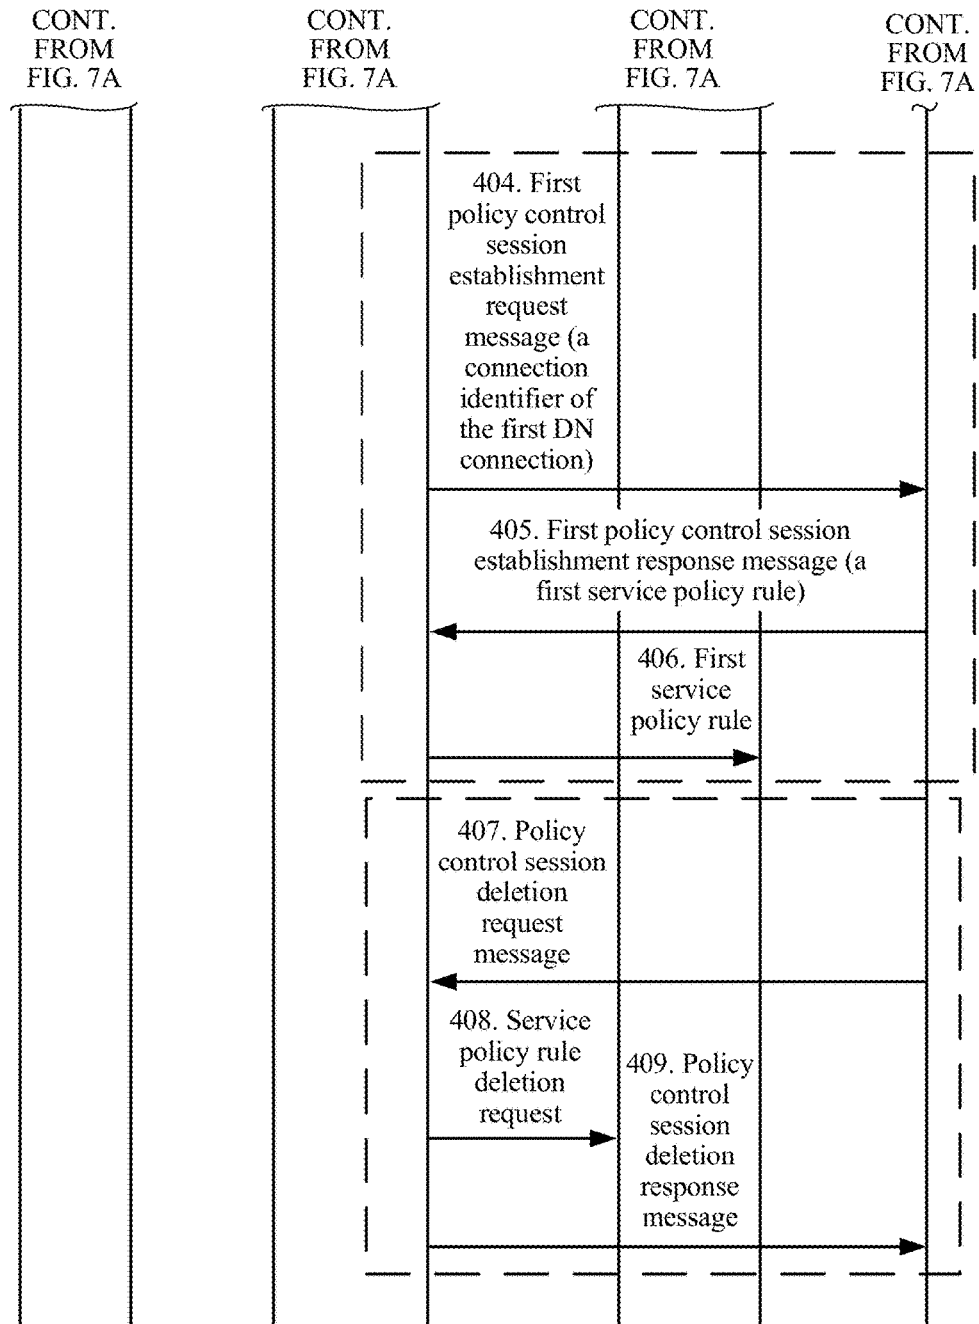 CONT.
FROM
FIG. 7A
CONT.
FROM
FIG. 7A
CONT.
FROM
FIG. 7A
CONT.
FROM
FIG. 7A
404. First
policy control
session
establishment
request
message (a
connection
identifier of
the first DN
connection)
405. First policy control session
establishment response message (a
first service policy rule)
406. First
service
policy rule
407. Policy
control session
deletion
request
message
408. Service
policy rule
deletion
request
409. Policy
control
session
deletion
response
message